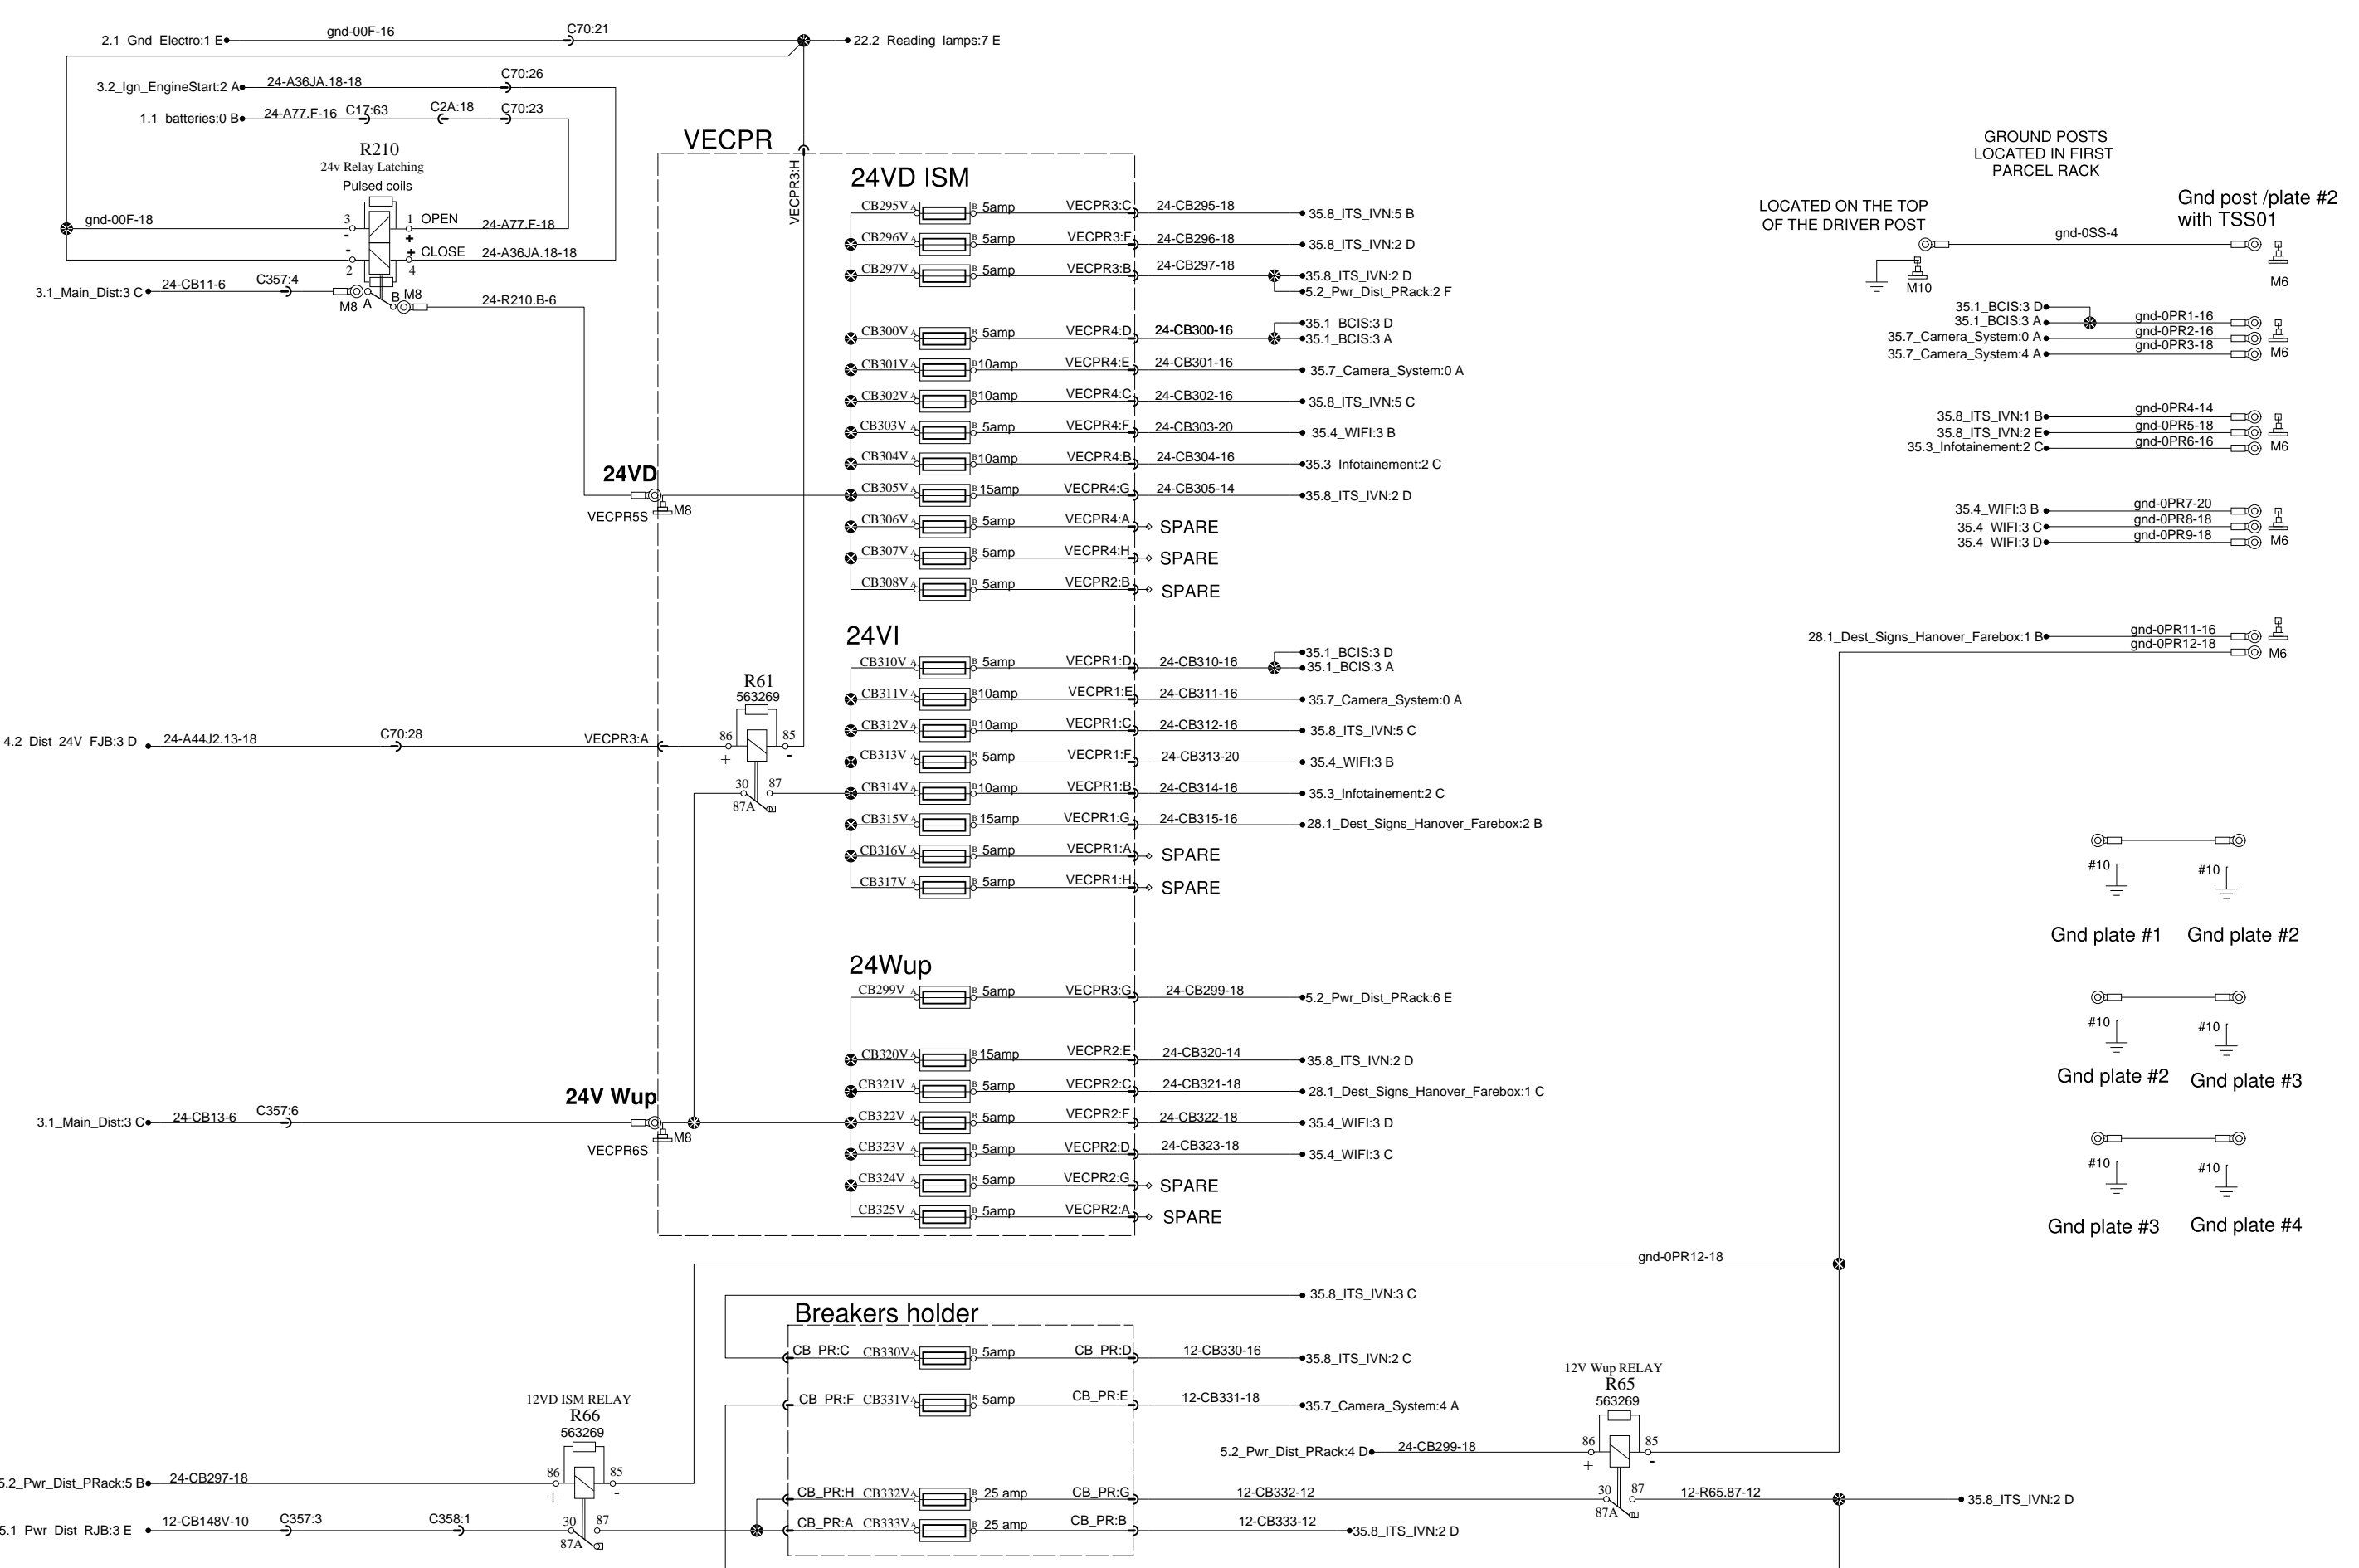 2.1_Gnd_Electro:1 E
gnd-00F-16
C70:21
22.2_Reading_lamps:7 E
3.2_Ign_EngineStart:2 A
24-A36JA.18-18
C70:26
1.1_batteries:0 B
24-A77.F-16
C17:63
C2A:18
C70:23
R210
24v Relay Latching
Pulsed coils
gnd-00F-18
3
-
1
+
OPEN
24-A77.F-18
-
2
+
4
CLOSE
24-A36JA.18-18
3.1_Main_Dist:3 C
24-CB11-6
C357:4
M8
A
B
M8
24-R210.B-6
VECPR
VECPR3:H
24VD ISM
CB295V A B 5amp VECPR3:C 24-CB295-18 35.8_ITS_IVN:5 B
CB296V A B 5amp VECPR3:F 24-CB296-18 35.8_ITS_IVN:2 D
CB297V A B 5amp VECPR3:B 24-CB297-18 35.8_ITS_IVN:2 D
5.2_Pwr_Dist_PRack:2 F
35.1_BCIS:3 D
CB300V A B 5amp VECPR4:D 24-CB300-16 35.1_BCIS:3 A
CB301V A B 10amp VECPR4:E 24-CB301-16 35.7_Camera_System:0 A
CB302V A B 10amp VECPR4:C 24-CB302-16 35.8_ITS_IVN:5 C
CB303V A B 5amp VECPR4:F 24-CB303-20 35.4_WIFI:3 B
CB304V A B 10amp VECPR4:B 24-CB304-16 35.3_Infotainement:2 C
24VD
VECPR5S
M8
CB305V A B 15amp VECPR4:G 24-CB305-14 35.8_ITS_IVN:2 D
CB306V A B 5amp VECPR4:A SPARE
CB307V A B 5amp VECPR4:H SPARE
CB308V A B 5amp VECPR2:B SPARE
24VI
35.1_BCIS:3 D
CB310V A B 5amp VECPR1:D 24-CB310-16 35.1_BCIS:3 A
CB311V A B 10amp VECPR1:E 24-CB311-16 35.7_Camera_System:0 A
CB312V A B 10amp VECPR1:C 24-CB312-16 35.8_ITS_IVN:5 C
CB313V A B 5amp VECPR1:F 24-CB313-20 35.4_WIFI:3 B
CB314V A B 10amp VECPR1:B 24-CB314-16 35.3_Infotainement:2 C
CB315V A B 15amp VECPR1:G 24-CB315-16 28.1_Dest_Signs_Hanover_Farebox:2 B
CB316V A B 5amp VECPR1:A SPARE
CB317V A B 5amp VECPR1:H SPARE
R61
563269
4.2_Dist_24V_FJB:3 D
24-A44J2.13-18
C70:28
VECPR3:A
86
+
85
-
30
87
87A
24Wup
CB299V A B 5amp VECPR3:G 24-CB299-18 5.2_Pwr_Dist_PRack:6 E
CB320V A B 15amp VECPR2:E 24-CB320-14 35.8_ITS_IVN:2 D
CB321V A B 5amp VECPR2:C 24-CB321-18 28.1_Dest_Signs_Hanover_Farebox:1 C
24V Wup
3.1_Main_Dist:3 C
24-CB13-6
C357:6
VECPR6S
M8
CB322V A B 5amp VECPR2:F 24-CB322-18 35.4_WIFI:3 D
CB323V A B 5amp VECPR2:D 24-CB323-18 35.4_WIFI:3 C
CB324V A B 5amp VECPR2:G SPARE
CB325V A B 5amp VECPR2:A SPARE
GROUND POSTS
LOCATED IN FIRST
PARCEL RACK
LOCATED ON THE TOP
OF THE DRIVER POST
Gnd post /plate #2
with TSS01
gnd-0SS-4
M10
M6
35.1_BCIS:3 D
35.1_BCIS:3 A gnd-0PR1-16
35.7_Camera_System:0 A gnd-0PR2-16
35.7_Camera_System:4 A gnd-0PR3-18
M6
35.8_ITS_IVN:1 B gnd-0PR4-14
35.8_ITS_IVN:2 E gnd-0PR5-18
35.3_Infotainement:2 C gnd-0PR6-16
M6
35.4_WIFI:3 B gnd-0PR7-20
35.4_WIFI:3 C gnd-0PR8-18
35.4_WIFI:3 D gnd-0PR9-18
M6
28.1_Dest_Signs_Hanover_Farebox:1 B gnd-0PR11-16
gnd-0PR12-18
M6
#10
#10
Gnd plate #1
Gnd plate #2
#10
#10
Gnd plate #2
Gnd plate #3
#10
#10
Gnd plate #3
Gnd plate #4
gnd-0PR12-18
35.8_ITS_IVN:3 C
Breakers holder
CB_PR:C CB330V A B 5amp CB_PR:D 12-CB330-16 35.8_ITS_IVN:2 C
CB_PR:F CB331V A B 5amp CB_PR:E 12-CB331-18 35.7_Camera_System:4 A
CB_PR:H CB332V A B 25 amp CB_PR:G 12-CB332-12
CB_PR:A CB333V A B 25 amp CB_PR:B 12-CB333-12 35.8_ITS_IVN:2 D
12VD ISM RELAY
R66
563269
5.2_Pwr_Dist_PRack:5 B
24-CB297-18
86
+
85
-
5.1_Pwr_Dist_RJB:3 E
12-CB148V-10
C357:3
C358:1
30
87
87A
12V Wup RELAY
R65
563269
5.2_Pwr_Dist_PRack:4 D
24-CB299-18
86
+
85
-
30
87
87A
12-R65.87-12
35.8_ITS_IVN:2 D